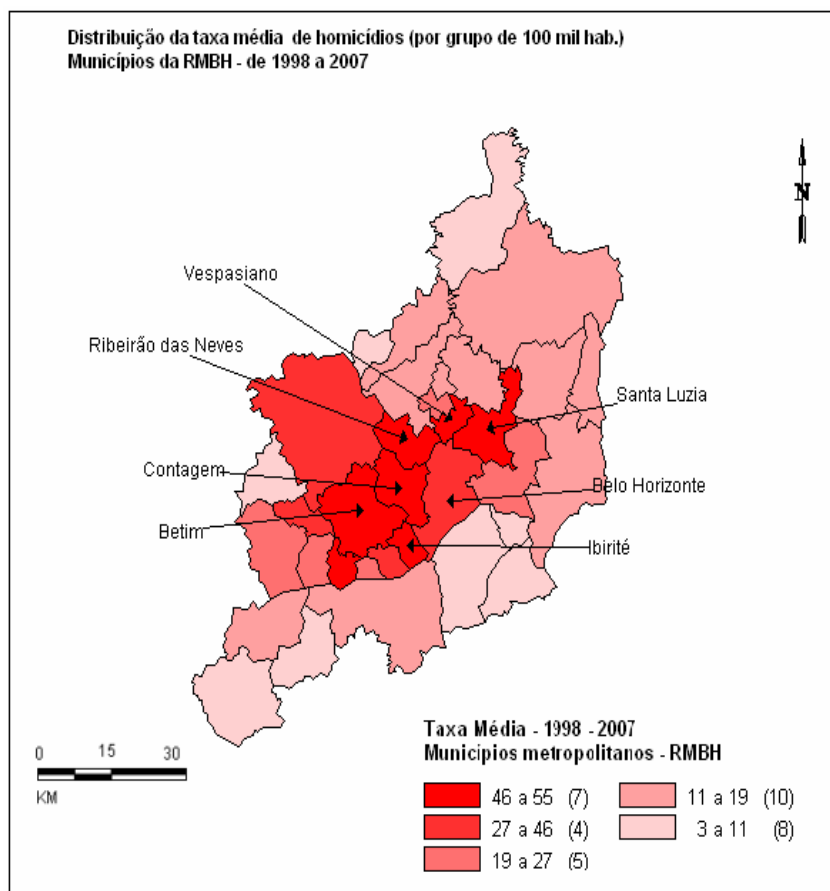 Distribuição da taxa média de homicídios (por grupo de 100 mil hab.)
Municípios da RMBH - de 1998 a 2007
N
Vespasiano
Ribeirão das Neves
Santa Luzia
Contagem
Belo Horizonte
Betim
Ibirité
Taxa Média - 1998 - 2007
Municípios metropolitanos - RMBH
0 15 30
KM
46 a 55 (7)
11 a 19 (10)
27 a 46 (4)
3 a 11 (8)
19 a 27 (5)